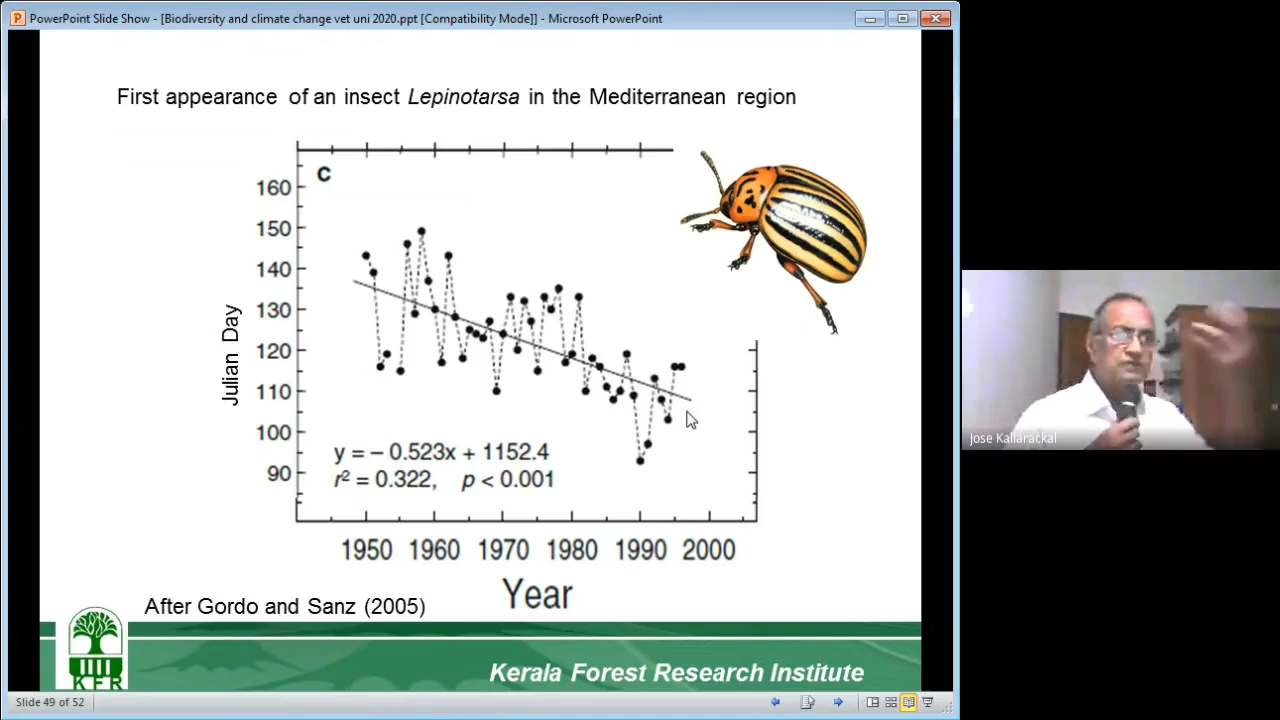 PowerPoint Slide Show - [Biodiversity and climate change vet uni 2020.ppt [Compatibility Mode]] - Microsoft PowerPoint
First appearance of an insect Lepinotarsa in the Mediterranean region
C
160
150
140
130
120
110
100
90
Julian Day
y = – 0.523x + 1152.4
r² = 0.322, p < 0.001
1950 1960 1970 1980 1990 2000
Year
After Gordo and Sanz (2005)
KFR
Kerala Forest Research Institute
Slide 49 of 52
Jose Kallarackal